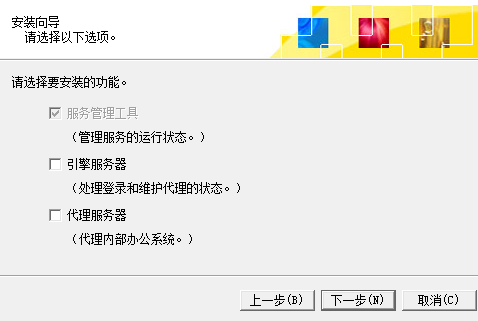 安装向导
请选择以下选项。
请选择要安装的功能。
服务管理工具
(管理服务的运行状态。)
引擎服务器
(处理登录和维护代理的状态。)
代理服务器
(代理内部办公系统。)
上一步(B) 下一步(N) 取消(C)